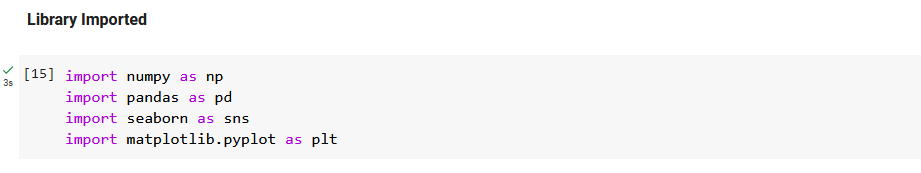 Library Imported
[15] import numpy as np
3s
import pandas as pd
import seaborn as sns
import matplotlib.pyplot as plt